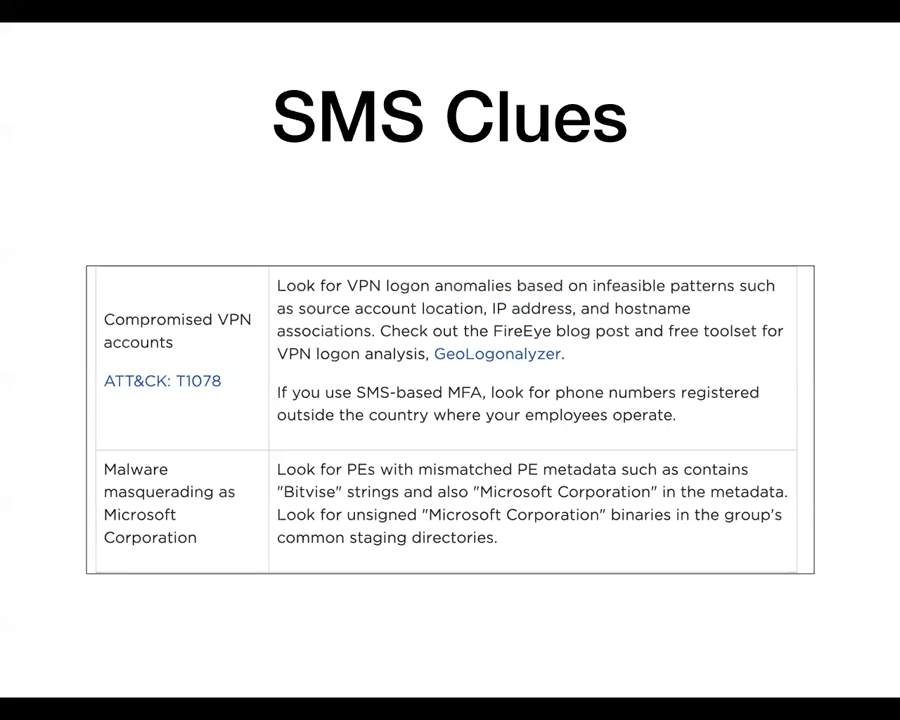 SMS Clues
Compromised VPN
accounts
ATT&CK: T1078
Look for VPN logon anomalies based on infeasible patterns such
as source account location, IP address, and hostname
associations. Check out the FireEye blog post and free toolset for
VPN logon analysis, GeoLogonalyzer.
If you use SMS-based MFA, look for phone numbers registered
outside the country where your employees operate.
Malware
masquerading as
Microsoft
Corporation
Look for PEs with mismatched PE metadata such as contains
"Bitvise" strings and also "Microsoft Corporation" in the metadata.
Look for unsigned "Microsoft Corporation" binaries in the group's
common staging directories.